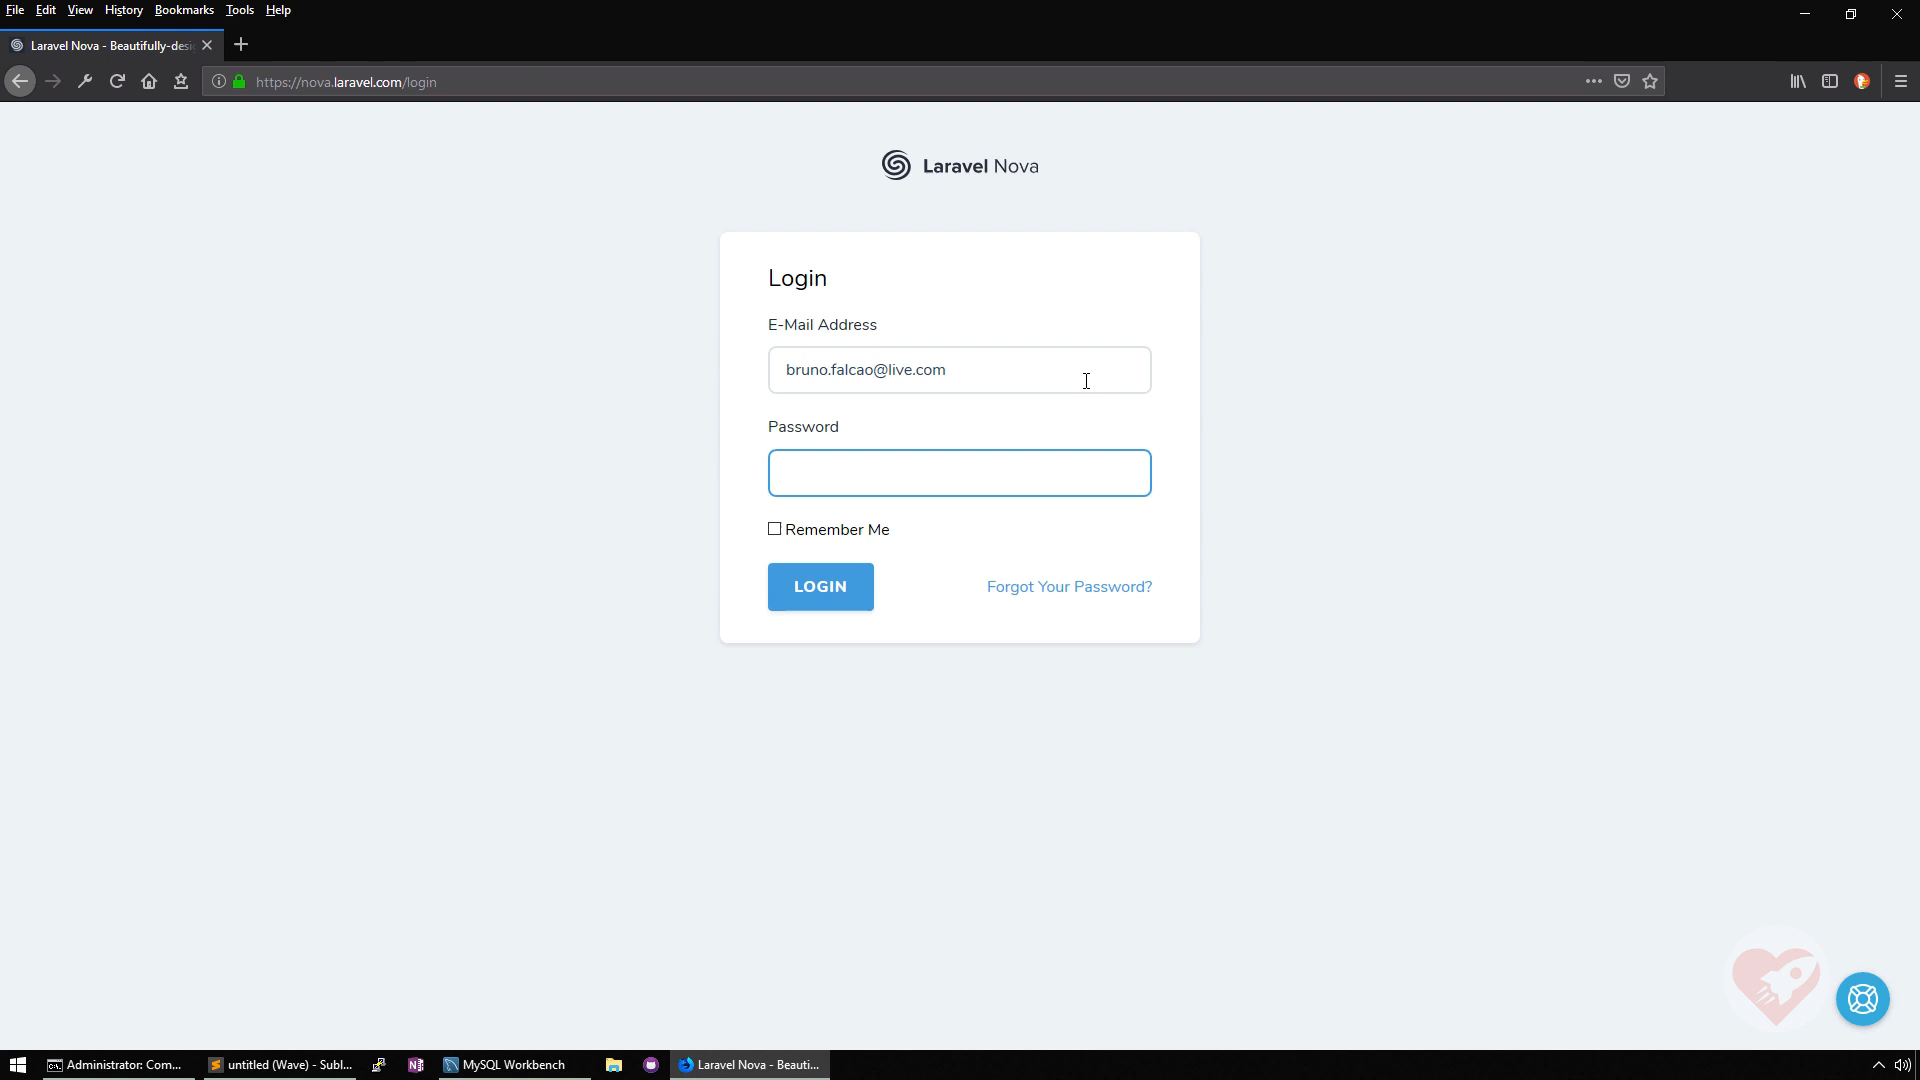 File Edit View History Bookmarks Tools Help
Laravel Nova - Beautifully-desi
https://nova.laravel.com/login
Laravel Nova
Login
E-Mail Address
bruno.falcao@live.com
Password
Remember Me
LOGIN
Forgot Your Password?
Administrator: Com... untitled (Wave) - Subl... MySQL Workbench Laravel Nova - Beauti...